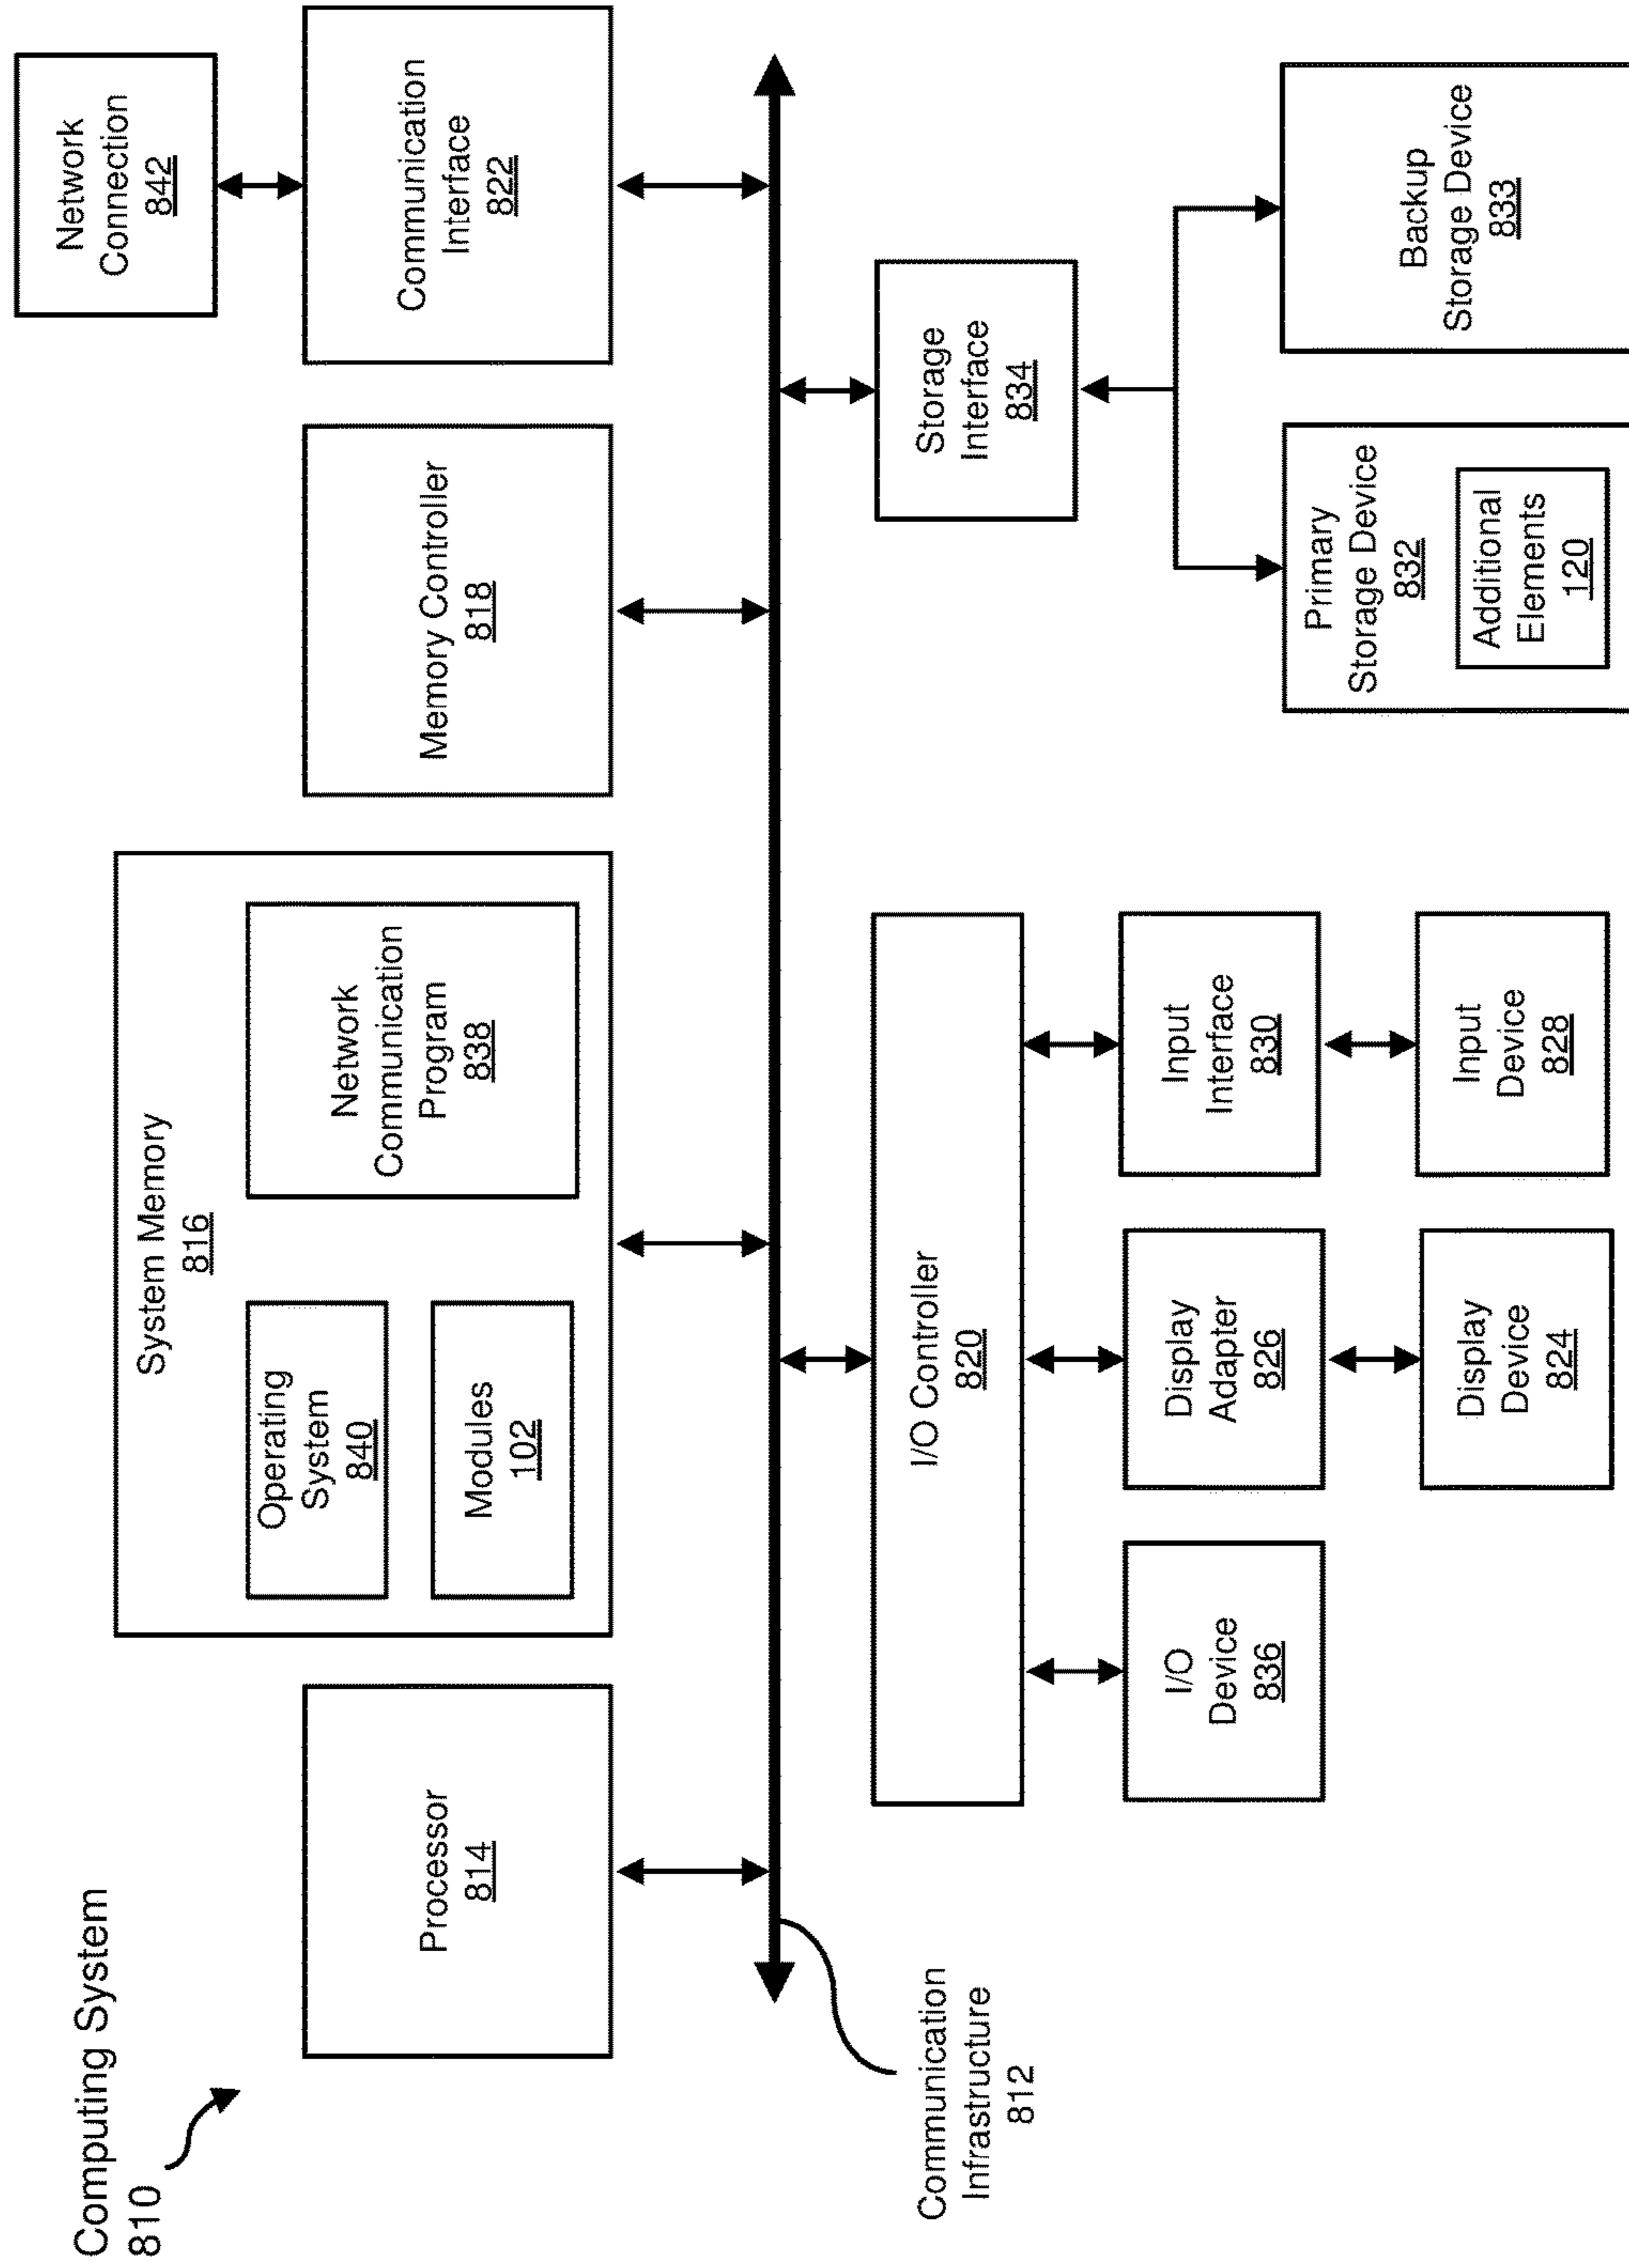 Computing System
810
Processor
814
System Memory
816
Operating
System
840
Modules
102
Network
Communication
Program
838
Memory Controller
818
Network
Connection
842
Communication
Interface
822
Communication
Infrastructure
812
I/O Controller
820
I/O
Device
836
Display
Adapter
826
Display
Device
824
Input
Interface
830
Input
Device
828
Storage
Interface
834
Primary
Storage Device
832
Additional
Elements
120
Backup
Storage Device
833